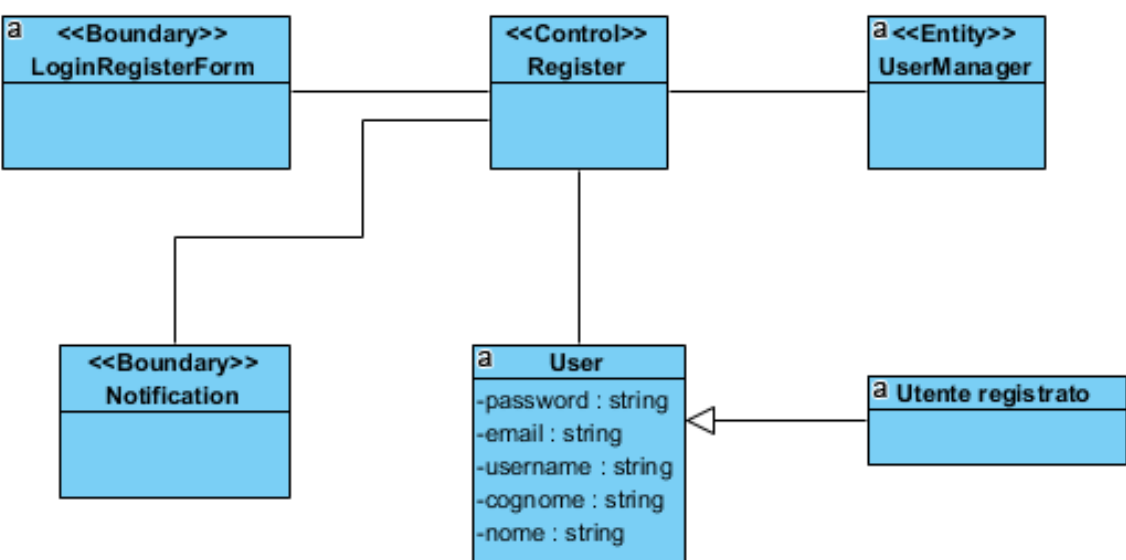 a
<<Boundary>>
LoginRegisterForm
<<Control>>
Register
a
<<Entity>>
UserManager
<<Boundary>>
Notification
a
User
-password : string
-email : string
-username : string
-cognome : string
-nome : string
a
Utente registrato